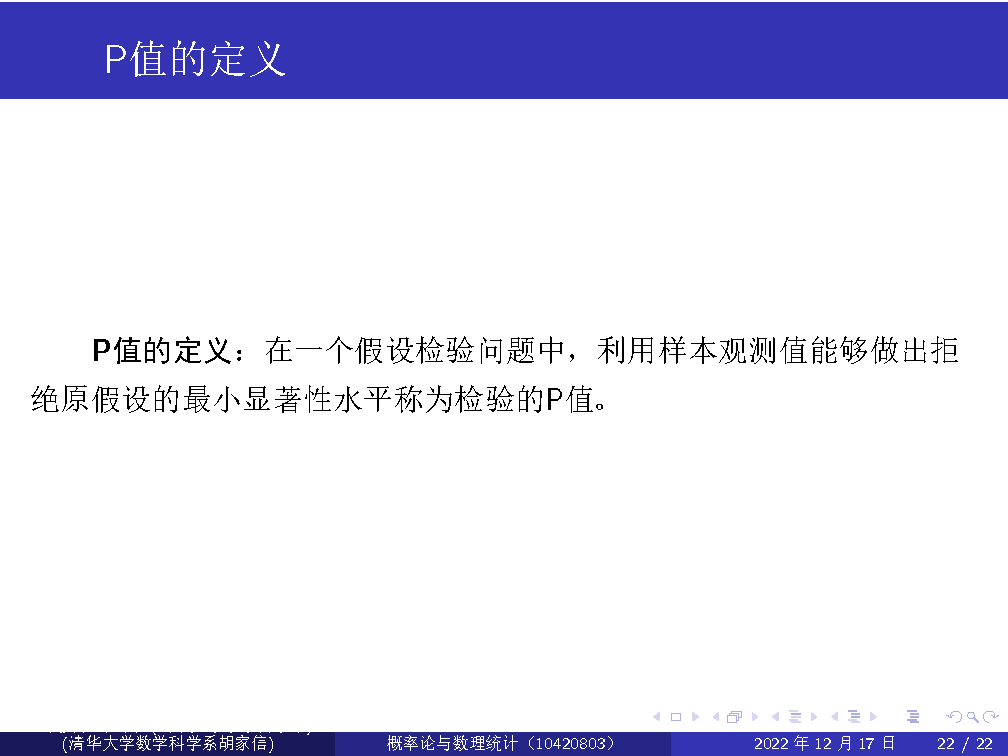 P值的定义
P值的定义：在一个假设检验问题中，利用样本观测值能够做出拒
绝原假设的最小显著性水平称为检验的P值。
(清华大学数学科学系胡家信) 概率论与数理统计（10420803） 2022 年 12 月 17 日 22 / 22